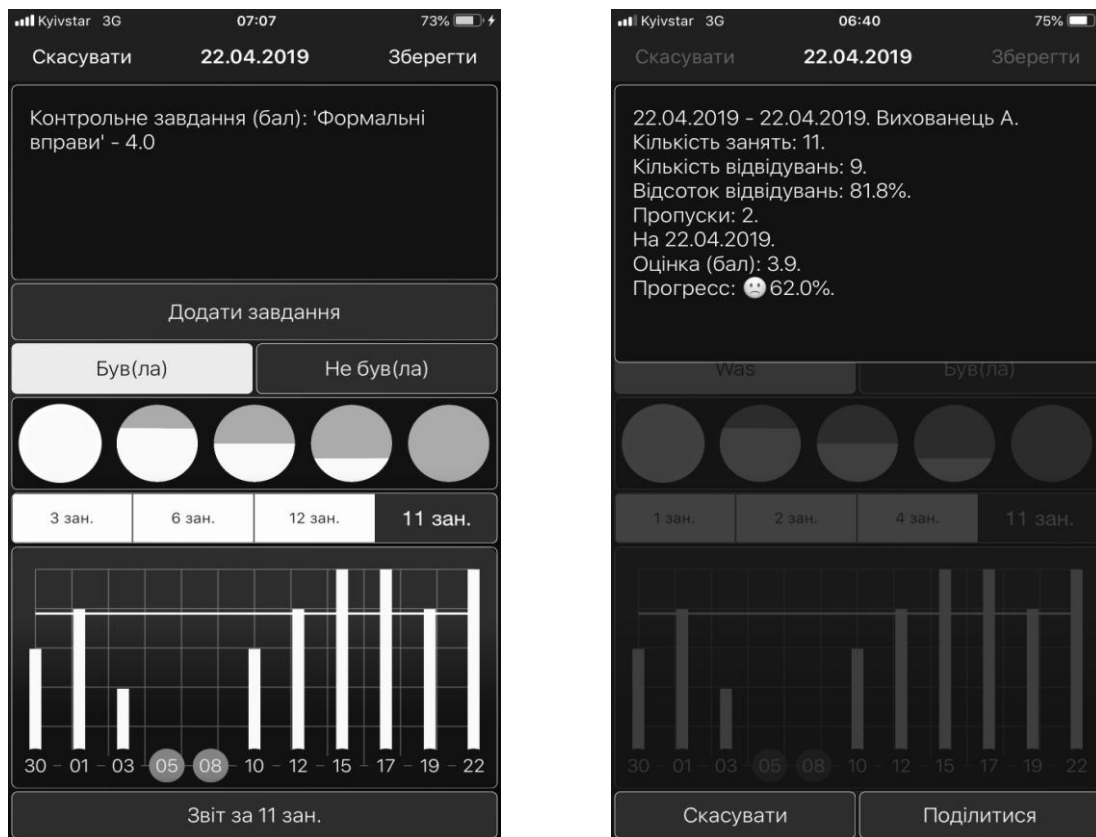 Kyivstar 3G 07:07 73%
Скасувати 22.04.2019 Зберегти
Контрольне завдання (бал): 'Формальні
вправи' - 4.0
Додати завдання
Був(ла) Не був(ла)
3 зан. 6 зан. 12 зан. 11 зан.
30 - 01 - 03 - 05 - 08 - 10 - 12 - 15 - 17 - 19 - 22
Звіт за 11 зан.
Kyivstar 3G 06:40 75%
Скасувати 22.04.2019 Зберегти
22.04.2019 - 22.04.2019. Вихованець А.
Кількість занять: 11.
Кількість відвідувань: 9.
Відсоток відвідувань: 81.8%.
Пропуски: 2.
На 22.04.2019.
Оцінка (бал): 3.9.
Прогресс: 🙁62.0%.
Was Був(ла)
1 зан. 2 зан. 4 зан. 11 зан.
30 - 01 - 03 - 05 - 08 - 10 - 12 - 15 - 17 - 19 - 22
Скасувати Поділитися